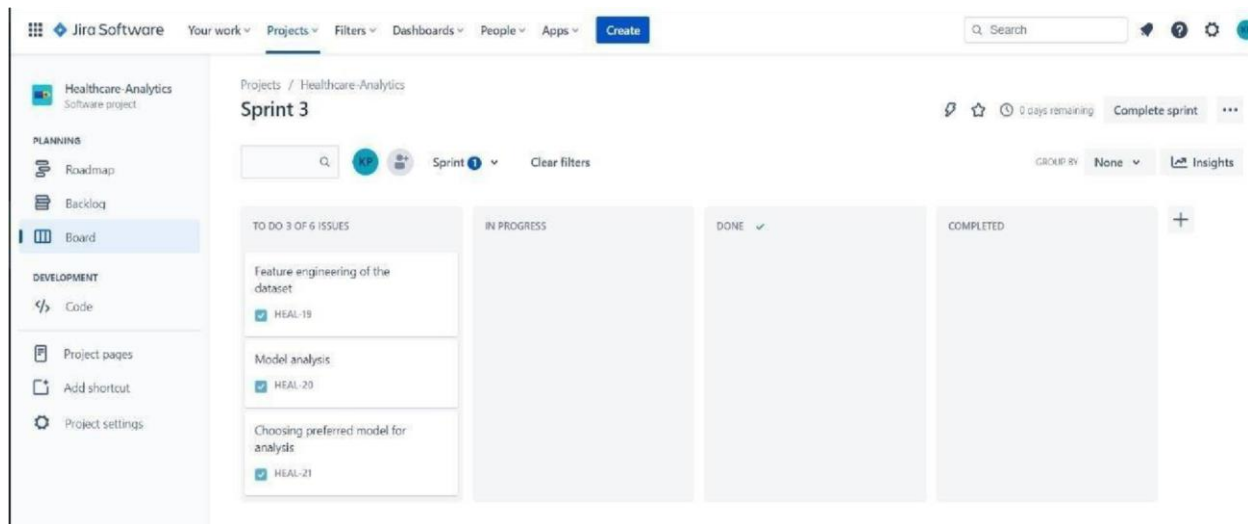 Jira Software Your work Projects Filters Dashboards People Apps Create Search
Healthcare-Analytics
Software project
PLANNING
Roadmap
Backlog
Board
DEVELOPMENT
Code
Project pages
Add shortcut
Project settings
Projects / Healthcare-Analytics
Sprint 3
0 days remaining Complete sprint
KP Sprint 1 Clear filters GROUP BY None Insights
TO DO 3 OF 6 ISSUES
Feature engineering of the
dataset
HEAL-19
Model analysis
HEAL-20
Choosing preferred model for
analysis
HEAL-21
IN PROGRESS
DONE
COMPLETED